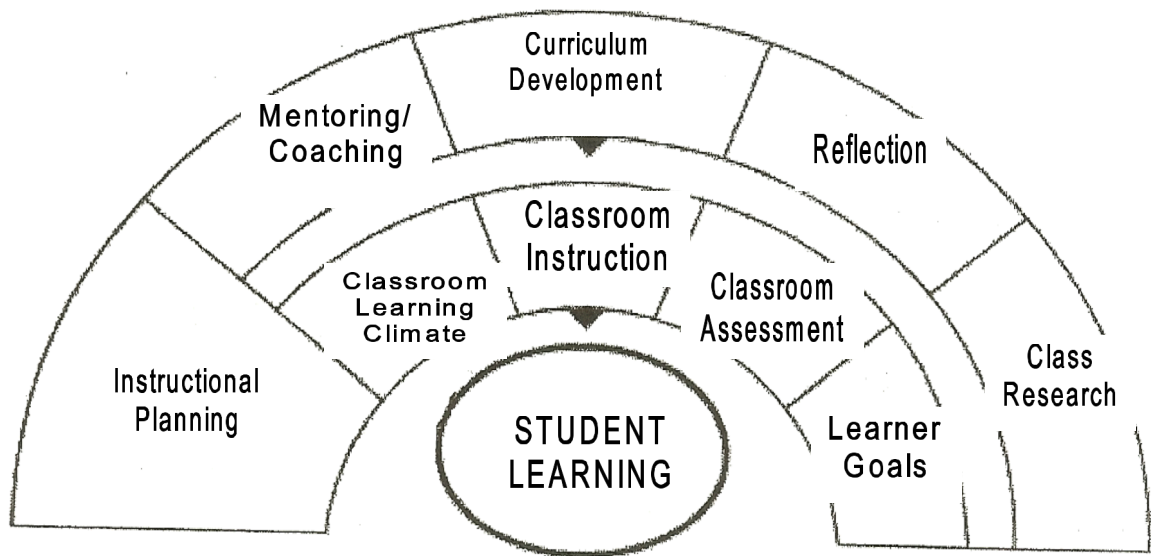 Curriculum
Development
Mentoring/
Coaching
Reflection
Classroom
Instruction
Classroom
Learning
Climate
Classroom
Assessment
Instructional
Planning
Class
Research
Learner
Goals
STUDENT
LEARNING